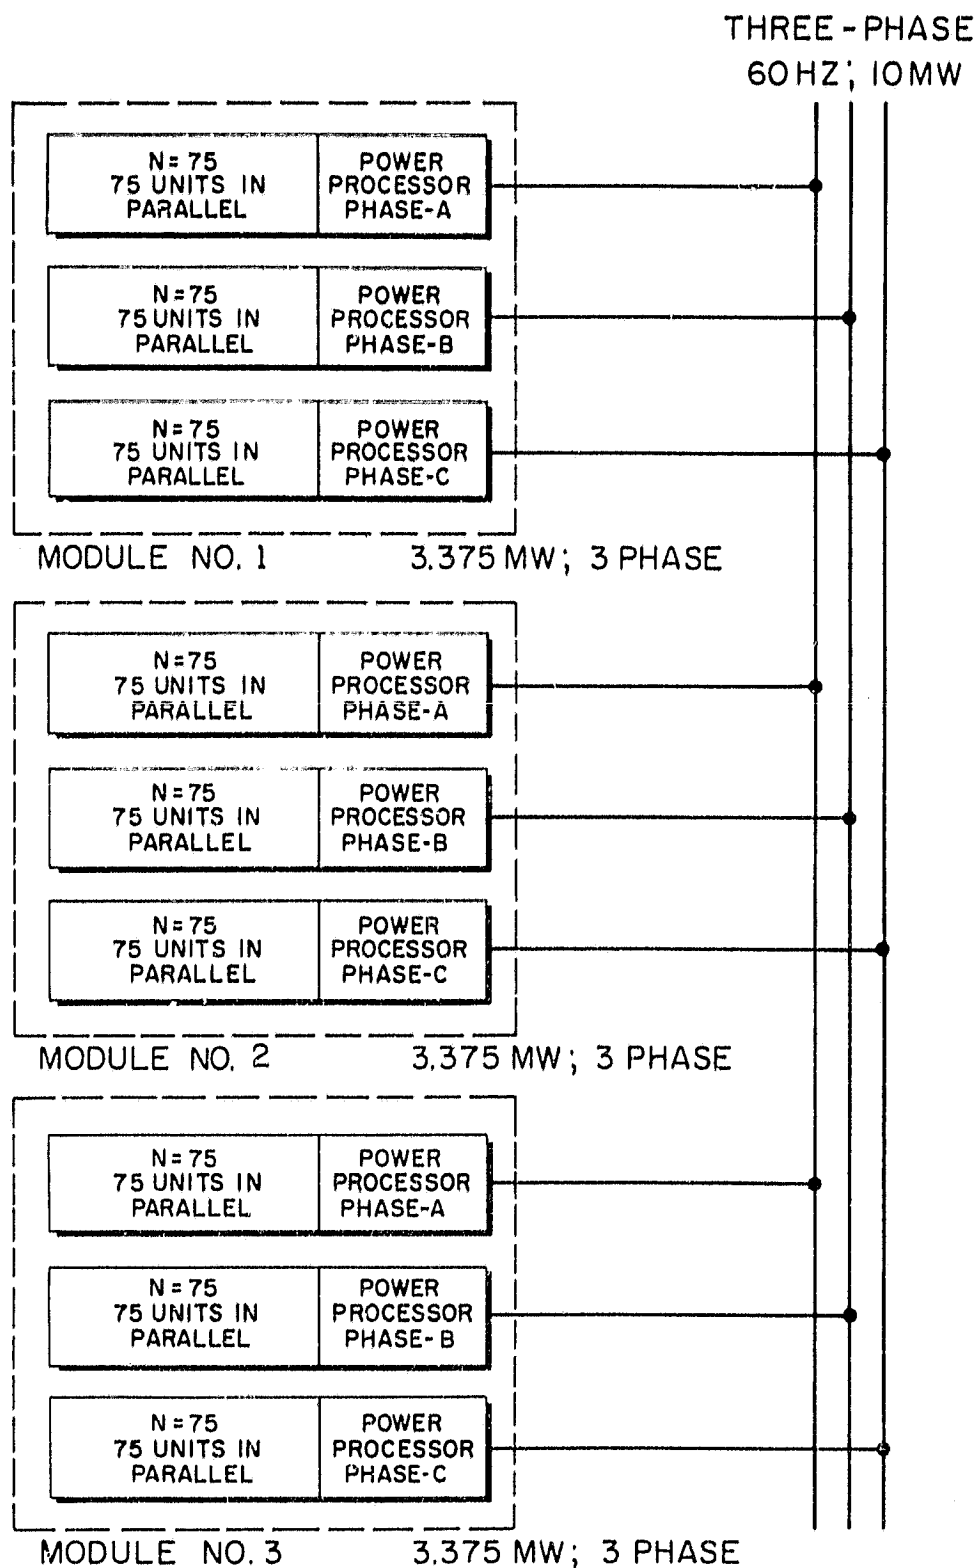 THREE-PHASE
60HZ; 10MW
N=75
75 UNITS IN
PARALLEL
POWER
PROCESSOR
PHASE-A
N=75
75 UNITS IN
PARALLEL
POWER
PROCESSOR
PHASE-B
N=75
75 UNITS IN
PARALLEL
POWER
PROCESSOR
PHASE-C
MODULE NO. 1 3.375 MW; 3 PHASE
N=75
75 UNITS IN
PARALLEL
POWER
PROCESSOR
PHASE-A
N=75
75 UNITS IN
PARALLEL
POWER
PROCESSOR
PHASE-B
N=75
75 UNITS IN
PARALLEL
POWER
PROCESSOR
PHASE-C
MODULE NO. 2 3.375 MW; 3 PHASE
N=75
75 UNITS IN
PARALLEL
POWER
PROCESSOR
PHASE-A
N=75
75 UNITS IN
PARALLEL
POWER
PROCESSOR
PHASE-B
N=75
75 UNITS IN
PARALLEL
POWER
PROCESSOR
PHASE-C
MODULE NO. 3 3.375 MW; 3 PHASE